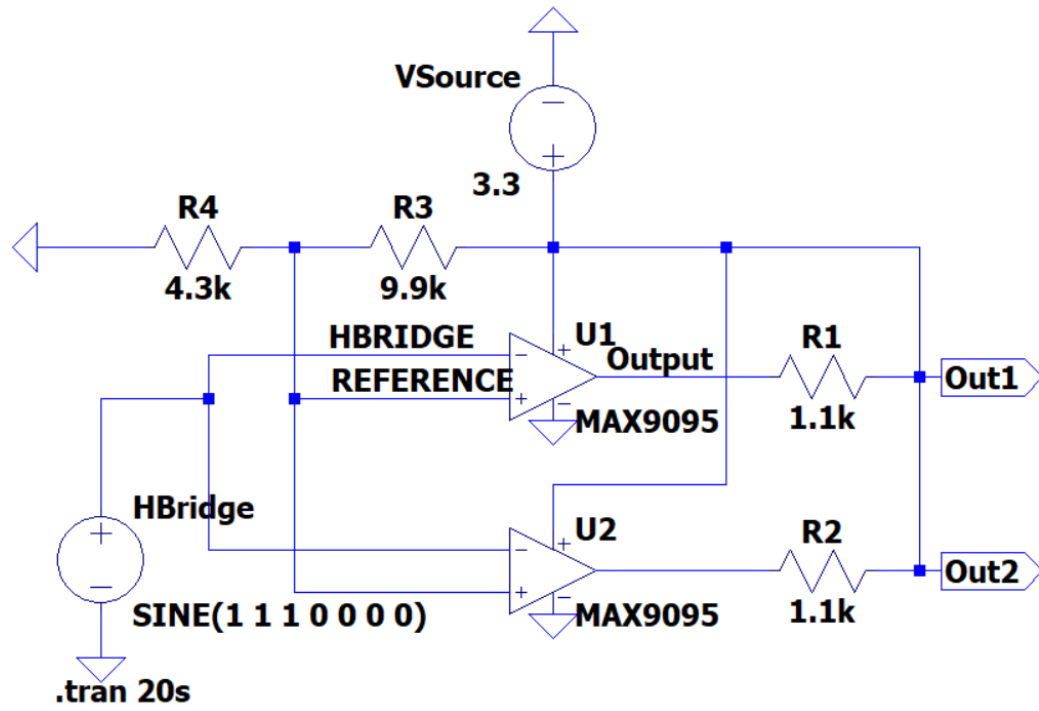 VSource
3.3
R4
R3
4.3k
9.9k
HBRIDGE
U1
Output
R1
REFERENCE
Out1
MAX9095
1.1k
HBridge
U2
R2
Out2
SINE(1 1 1 0 0 0 0)
MAX9095
1.1k
.tran 20s